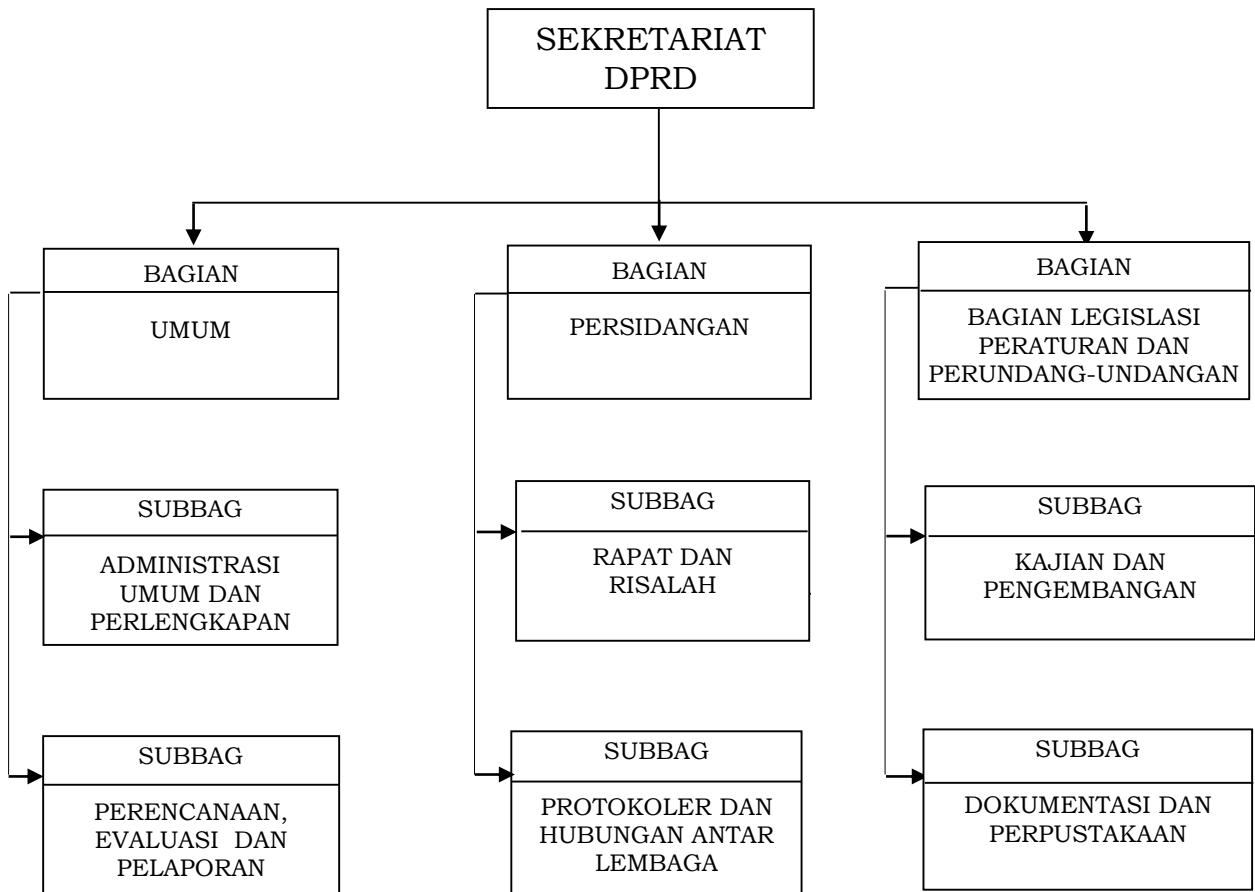 SEKRETARIAT
DPRD
BAGIAN
UMUM
BAGIAN
PERSIDANGAN
BAGIAN
BAGIAN LEGISLASI
PERATURAN DAN
PERUNDANG-UNDANGAN
SUBBAG
ADMINISTRASI
UMUM DAN
PERLENGKAPAN
SUBBAG
RAPAT DAN
RISALAH
SUBBAG
KAJIAN DAN
PENGEMBANGAN
SUBBAG
PERENCANAAN,
EVALUASI DAN
PELAPORAN
SUBBAG
PROTOKOLER DAN
HUBUNGAN ANTAR
LEMBAGA
SUBBAG
DOKUMENTASI DAN
PERPUSTAKAAN